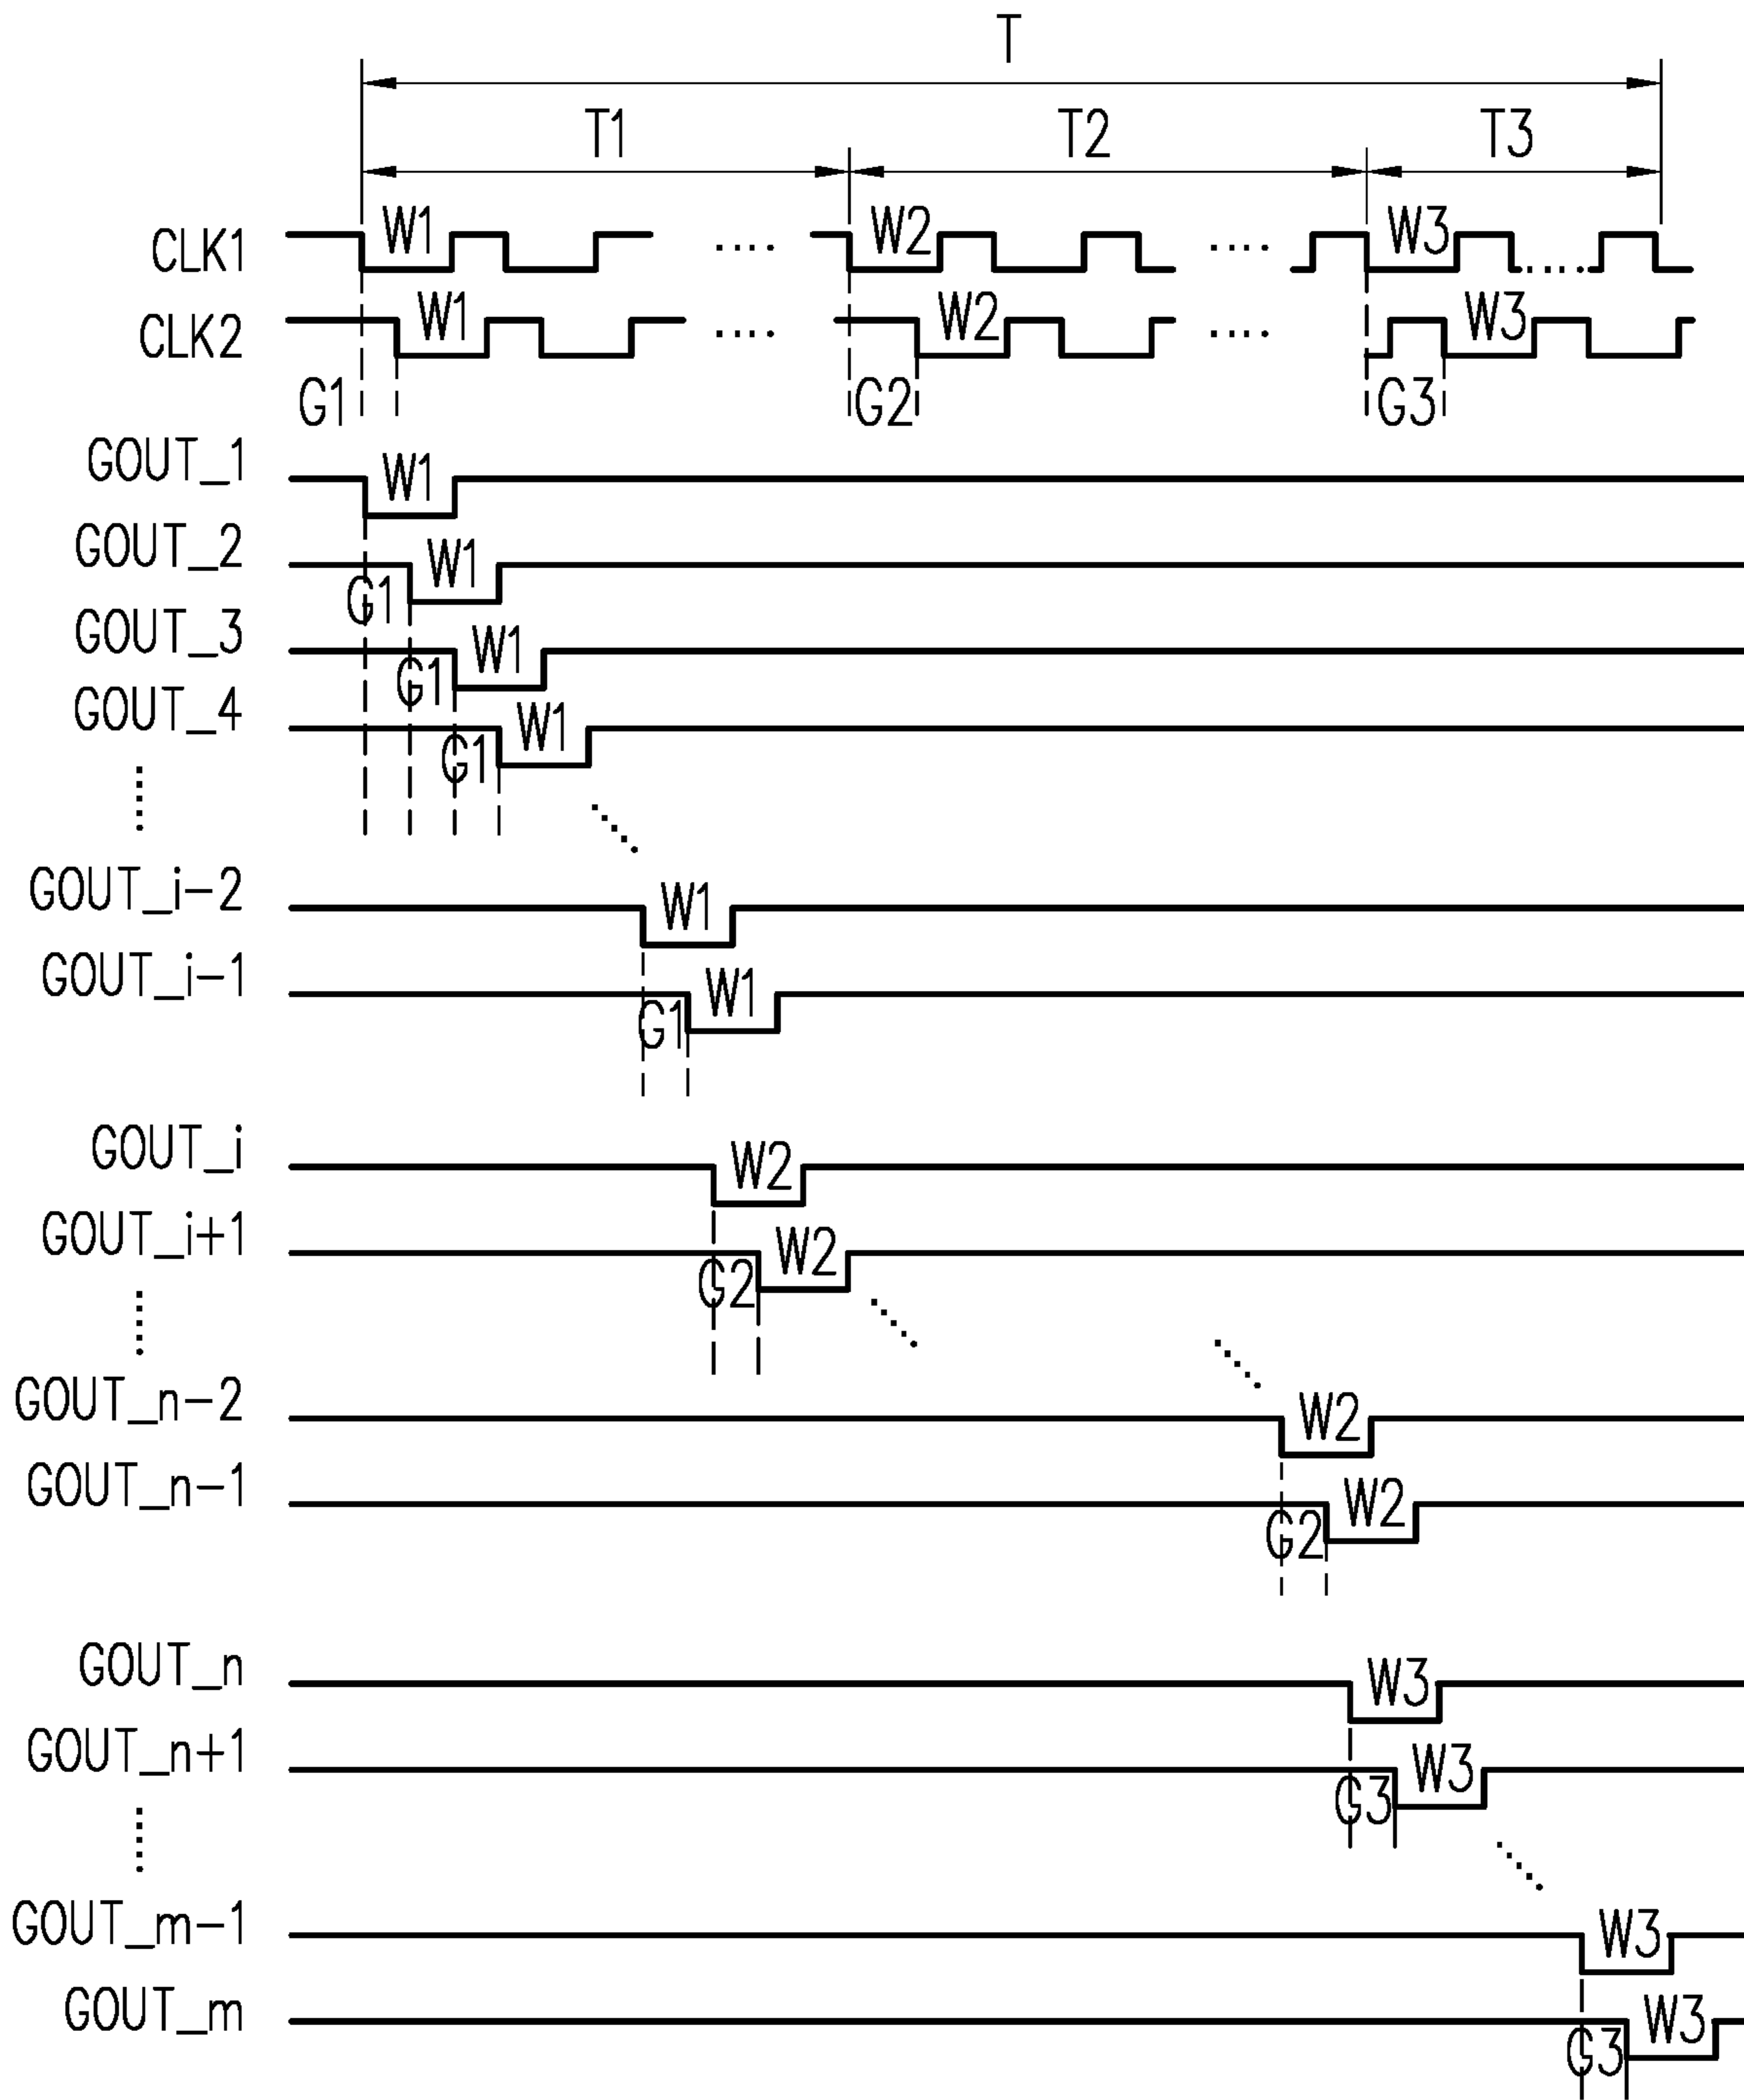 T
T1 T2 T3
CLK1 W1 .... W2 .... W3 .....
CLK2 W1 .... W2 .... W3
G1 G2 G3
GOUT_1 W1
GOUT_2 W1
G1
GOUT_3 W1
G1
GOUT_4 W1
G1
GOUT_i-2 W1
GOUT_i-1 W1
G1
GOUT_i W2
GOUT_i+1 W2
G2
GOUT_n-2 W2
GOUT_n-1 W2
G2
GOUT_n W3
GOUT_n+1 W3
G3
GOUT_m-1 W3
GOUT_m W3
G3